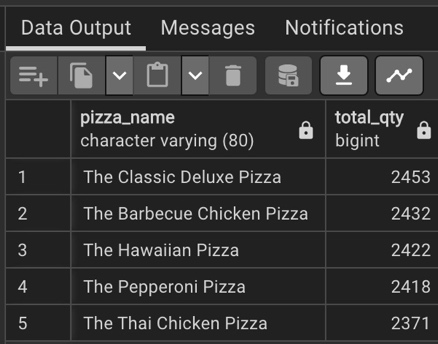 Data Output Messages Notifications
pizza_name total_qty
character varying (80) bigint
1 The Classic Deluxe Pizza 2453
2 The Barbecue Chicken Pizza 2432
3 The Hawaiian Pizza 2422
4 The Pepperoni Pizza 2418
5 The Thai Chicken Pizza 2371